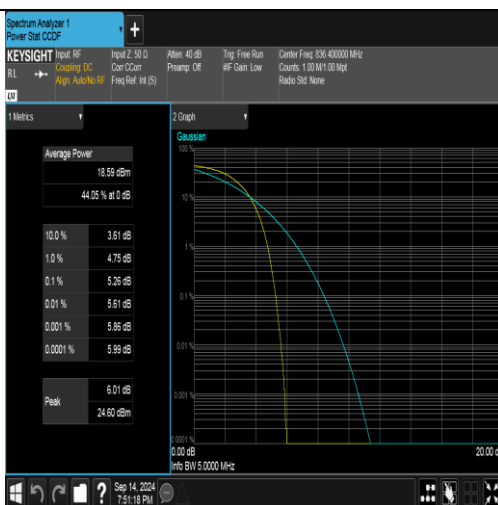 Spectrum Analyzer 1
Power Stat CCDF
KEYSIGHT
RL
LXI
Input: RF
Coupling: DC
Align: Auto/No RF
Input Z: 50 Ω
Corr CCorr
Freq Ref: Int (S)
Atten: 40 dB
Preamp: Off
Trig: Free Run
#IF Gain: Low
Center Freq: 836.400000 MHz
Counts: 1.00 M/1.00 Mpt
Radio Std: None
1 Metrics
Average Power
18.59 dBm
44.05 % at 0 dB
10.0 % 3.61 dB
1.0 % 4.75 dB
0.1 % 5.26 dB
0.01 % 5.61 dB
0.001 % 5.86 dB
0.0001 % 5.99 dB
Peak
6.01 dB
24.60 dBm
2 Graph
Gaussian
100 %
10 %
1 %
0.1 %
0.01 %
0.001 %
0.0001 %
0.00 dB
20.00 d
Info BW 5.0000 MHz
?
Sep 14, 2024
7:51:18 PM